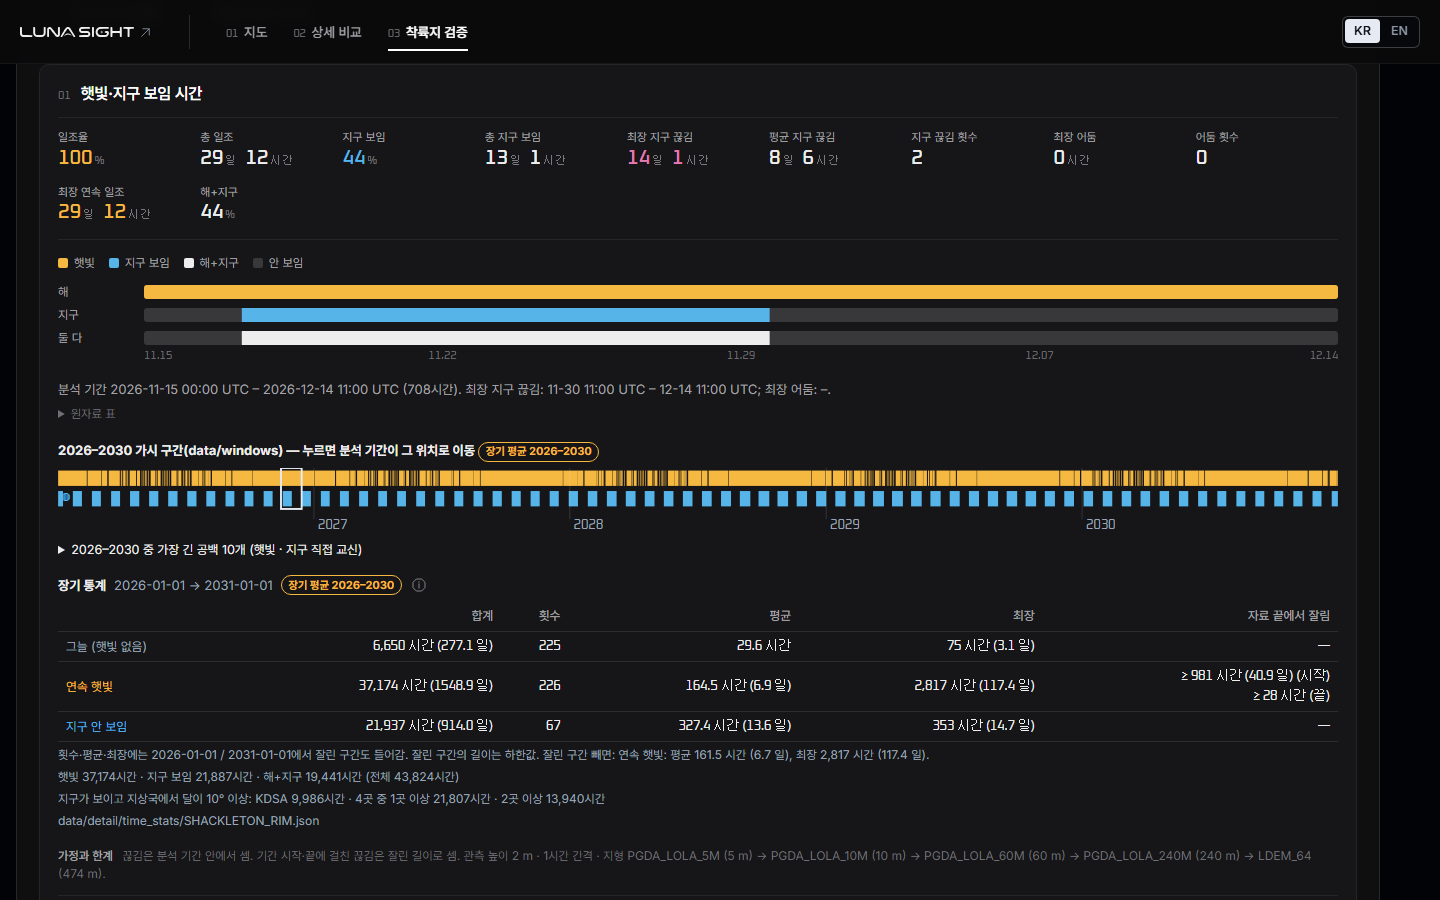 LUNA SIGHT ↗ 01 지도 02 상세 비교 03 착륙지 검증 KR EN
01 햇빛·지구 보임 시간
일조율 총 일조 지구 보임 총 지구 보임 최장 지구 끊김 평균 지구 끊김 지구 끊김 횟수 최장 어둠 어둠 횟수
100% 29일 12시간 44% 13일 1시간 14일 1시간 8일 6시간 2 0시간 0
최장 연속 일조 해+지구
29일 12시간 44%
햇빛 지구 보임 해+지구 안 보임
해
지구
둘 다
11.15 11.22 11.29 12.07 12.14
분석 기간 2026-11-15 00:00 UTC – 2026-12-14 11:00 UTC (708시간). 최장 지구 끊김: 11-30 11:00 UTC – 12-14 11:00 UTC; 최장 어둠: –.
▶ 원자료 표
2026–2030 가시 구간(data/windows) — 누르면 분석 기간이 그 위치로 이동 장기 평균 2026–2030
2027 2028 2029 2030
▶ 2026–2030 중 가장 긴 공백 10개 (햇빛 · 지구 직접 교신)
장기 통계 2026-01-01 → 2031-01-01 장기 평균 2026–2030 ⓘ
합계 횟수 평균 최장 자료 끝에서 잘림
그늘 (햇빛 없음) 6,650 시간 (277.1 일) 225 29.6 시간 75 시간 (3.1 일) —
연속 햇빛 37,174 시간 (1548.9 일) 226 164.5 시간 (6.9 일) 2,817 시간 (117.4 일) ≥ 981 시간 (40.9 일) (시작)
≥ 28 시간 (끝)
지구 안 보임 21,937 시간 (914.0 일) 67 327.4 시간 (13.6 일) 353 시간 (14.7 일) —
횟수·평균·최장에는 2026-01-01 / 2031-01-01에서 잘린 구간도 들어감. 잘린 구간의 길이는 하한값. 잘린 구간 빼면: 연속 햇빛: 평균 161.5 시간 (6.7 일), 최장 2,817 시간 (117.4 일).
햇빛 37,174시간 · 지구 보임 21,887시간 · 해+지구 19,441시간 (전체 43,824시간)
지구가 보이고 지상국에서 달이 10° 이상: KDSA 9,986시간 · 4곳 중 1곳 이상 21,807시간 · 2곳 이상 13,940시간
data/detail/time_stats/SHACKLETON_RIM.json
가정과 한계 끊김은 분석 기간 안에서 셈. 기간 시작·끝에 걸친 끊김은 잘린 길이로 셈. 관측 높이 2 m · 1시간 간격 · 지형 PGDA_LOLA_5M (5 m) → PGDA_LOLA_10M (10 m) → PGDA_LOLA_60M (60 m) → PGDA_LOLA_240M (240 m) → LDEM_64
(474 m).